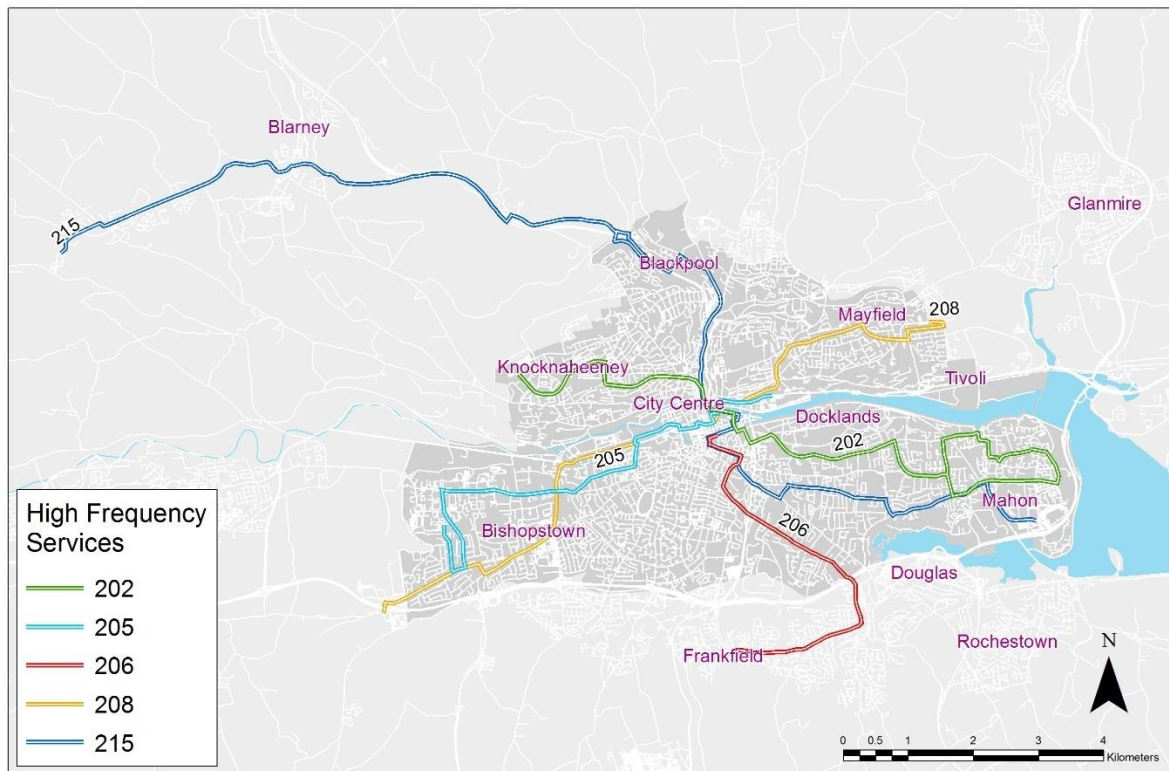 Blarney
Glanmire
215
Blackpool
Mayfield
208
Knocknaheeney
Tivoli
City Centre
Docklands
202
205
Mahon
High Frequency
Services
Bishopstown
206
202
Douglas
205
Rochestown
N
206
Frankfield
208
215
0 0.5 1 2 3 4
Kilometers